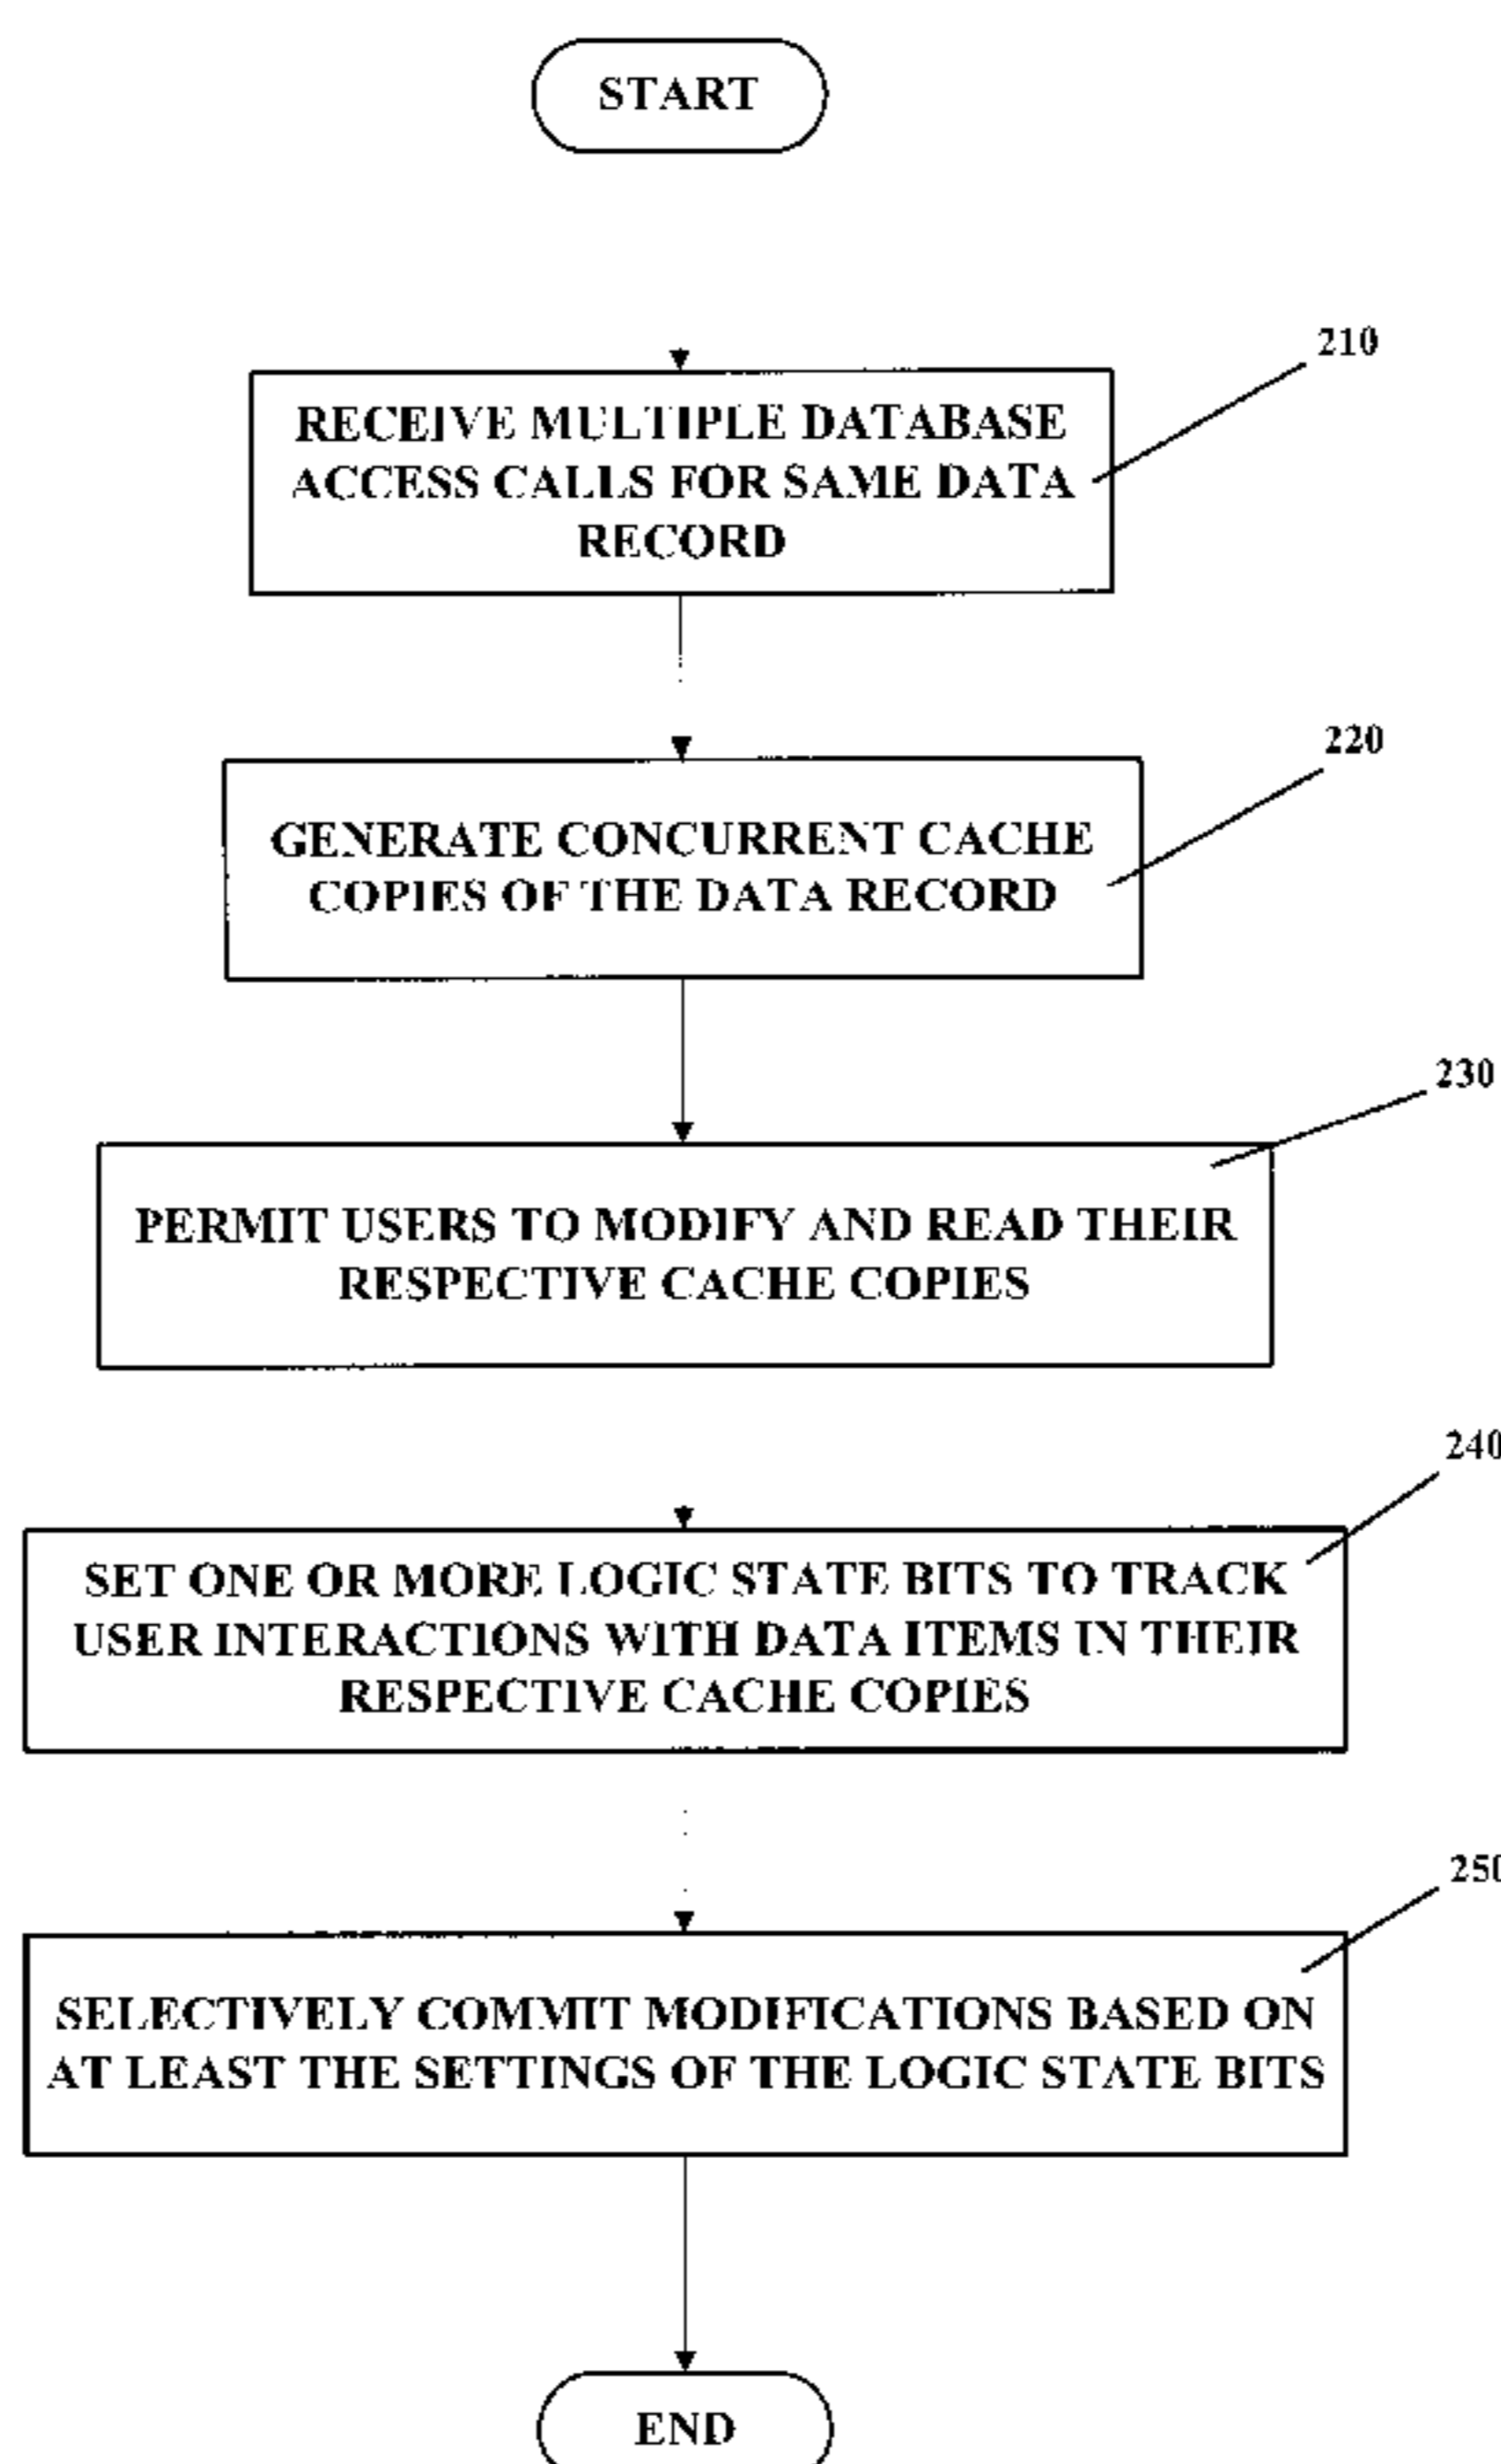 START
210
RECEIVE MULTIPLE DATABASE
ACCESS CALLS FOR SAME DATA
RECORD
220
GENERATE CONCURRENT CACHE
COPIES OF THE DATA RECORD
230
PERMIT USERS TO MODIFY AND READ THEIR
RESPECTIVE CACHE COPIES
240
SET ONE OR MORE LOGIC STATE BITS TO TRACK
USER INTERACTIONS WITH DATA ITEMS IN THEIR
RESPECTIVE CACHE COPIES
250
SELECTIVELY COMMIT MODIFICATIONS BASED ON
AT LEAST THE SETTINGS OF THE LOGIC STATE BITS
END